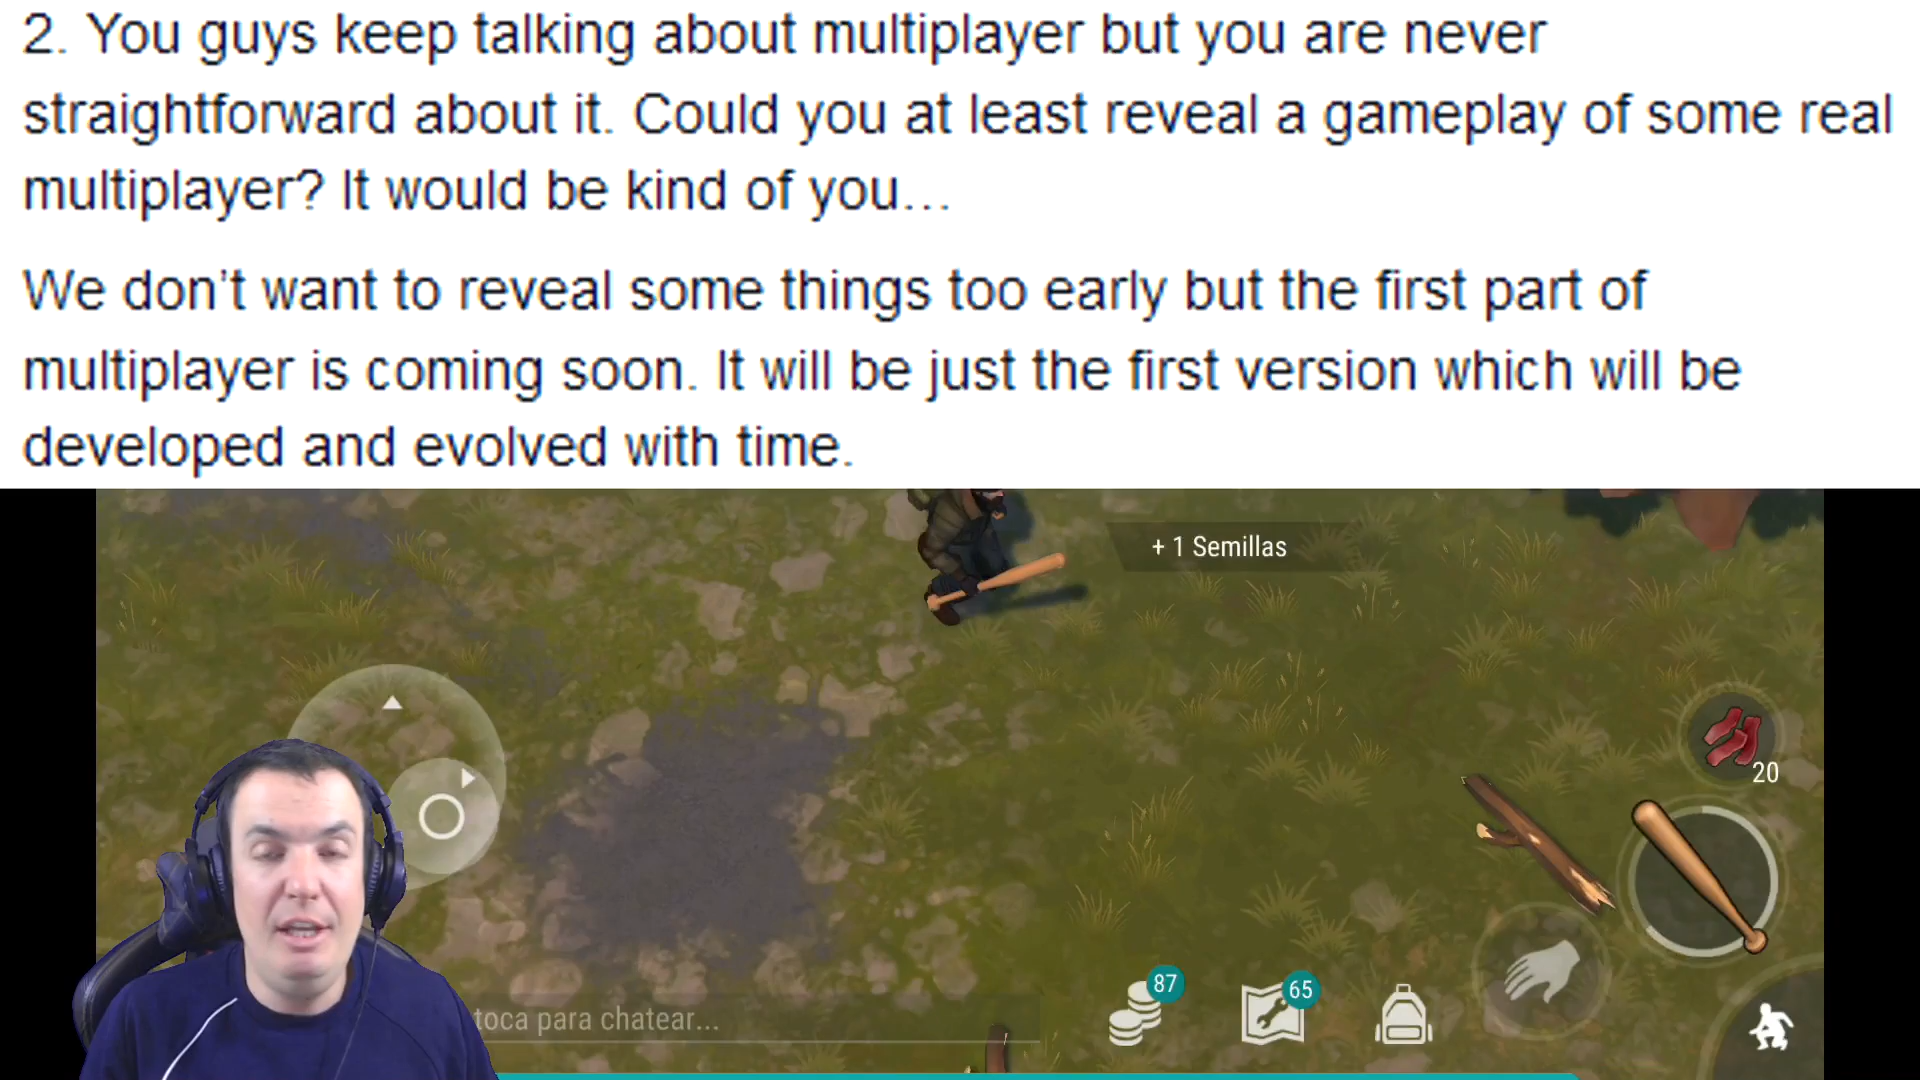 2. You guys keep talking about multiplayer but you are never
straightforward about it. Could you at least reveal a gameplay of some real
multiplayer? It would be kind of you...
We don't want to reveal some things too early but the first part of
multiplayer is coming soon. It will be just the first version which will be
developed and evolved with time.
+ 1 Semillas
20
87
65
toca para chatear...